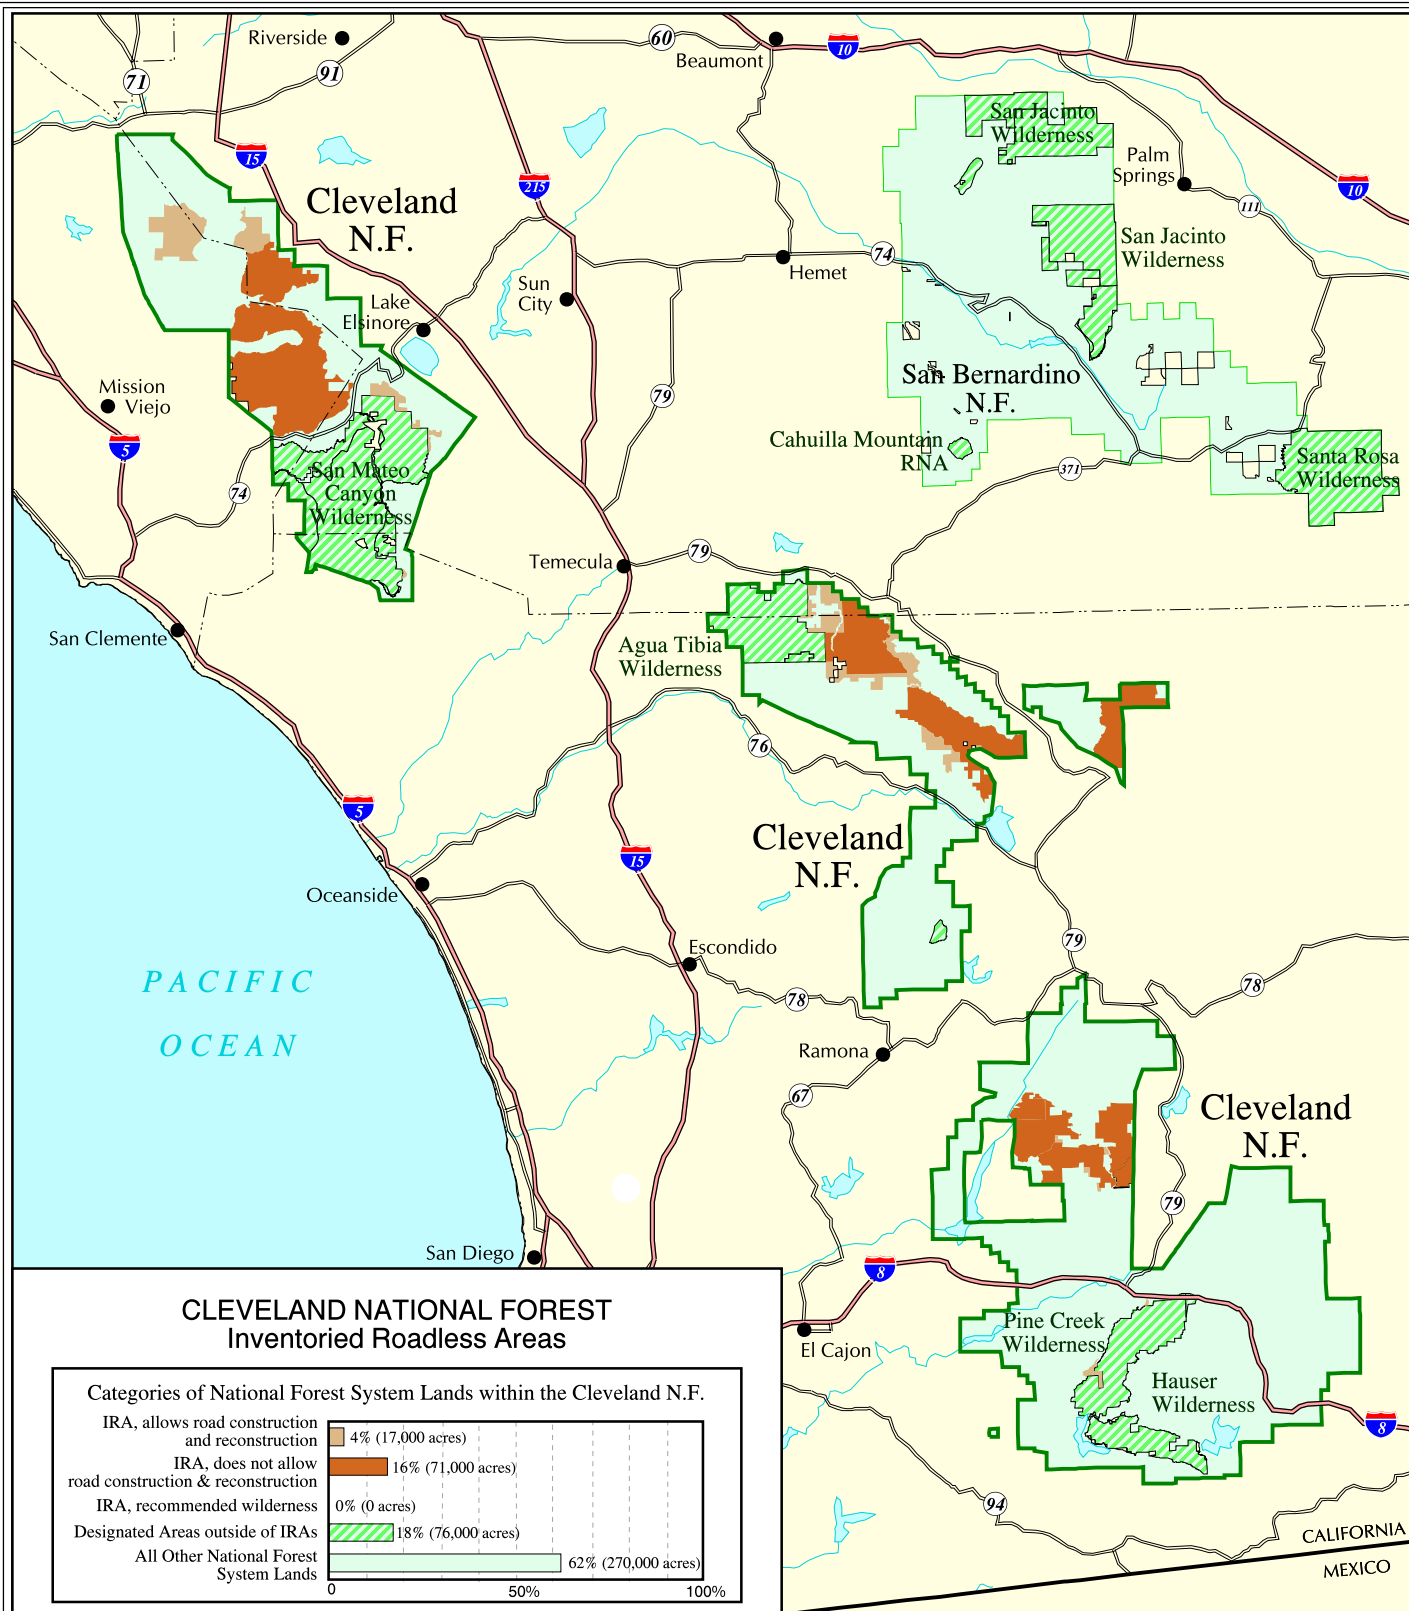 Riverside
60
10
Beaumont
71
91
San Jacinto
Wilderness
15
Palm
Springs
215
10
Cleveland
N.F.
111
San Jacinto
Wilderness
74
Hemet
Sun
City
Lake
Elsinore
San Bernardino
N.F.
Mission
Viejo
79
5
Cahuilla Mountain
RNA
371
Santa Rosa
Wilderness
San Mateo
Canyon
Wilderness
74
Temecula
79
San Clemente
Agua Tibia
Wilderness
76
5
Cleveland
N.F.
15
Oceanside
Escondido
79
PACIFIC
OCEAN
78
78
Ramona
67
Cleveland
N.F.
79
San Diego
8
Pine Creek
Wilderness
El Cajon
Hauser
Wilderness
8
94
CALIFORNIA
MEXICO
CLEVELAND NATIONAL FOREST
Inventoried Roadless Areas
Categories of National Forest System Lands within the Cleveland N.F.
IRA, allows road construction
and reconstruction
4% (17,000 acres)
IRA, does not allow
road construction & reconstruction
16% (71,000 acres)
IRA, recommended wilderness
0% (0 acres)
Designated Areas outside of IRAs
18% (76,000 acres)
All Other National Forest
System Lands
62% (270,000 acres)
0
50%
100%